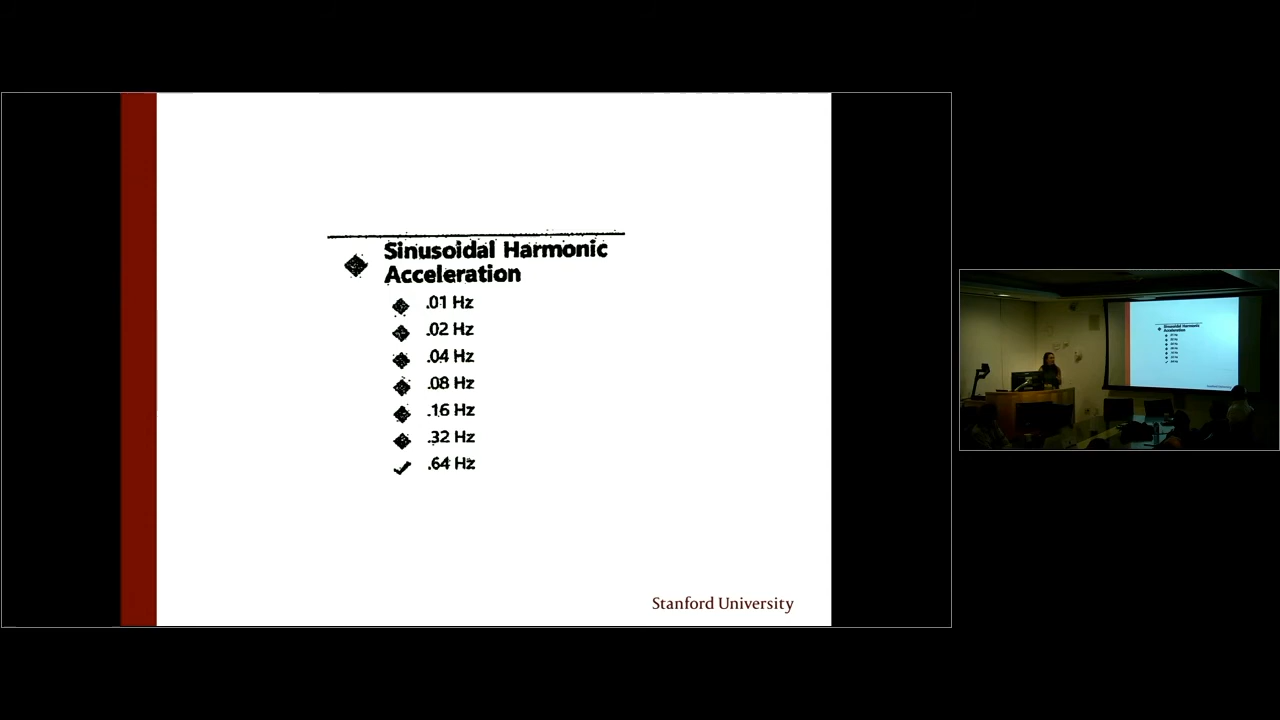 Sinusoidal Harmonic
Acceleration
.01 Hz
.02 Hz
.04 Hz
.08 Hz
.16 Hz
.32 Hz
.64 Hz
Stanford University